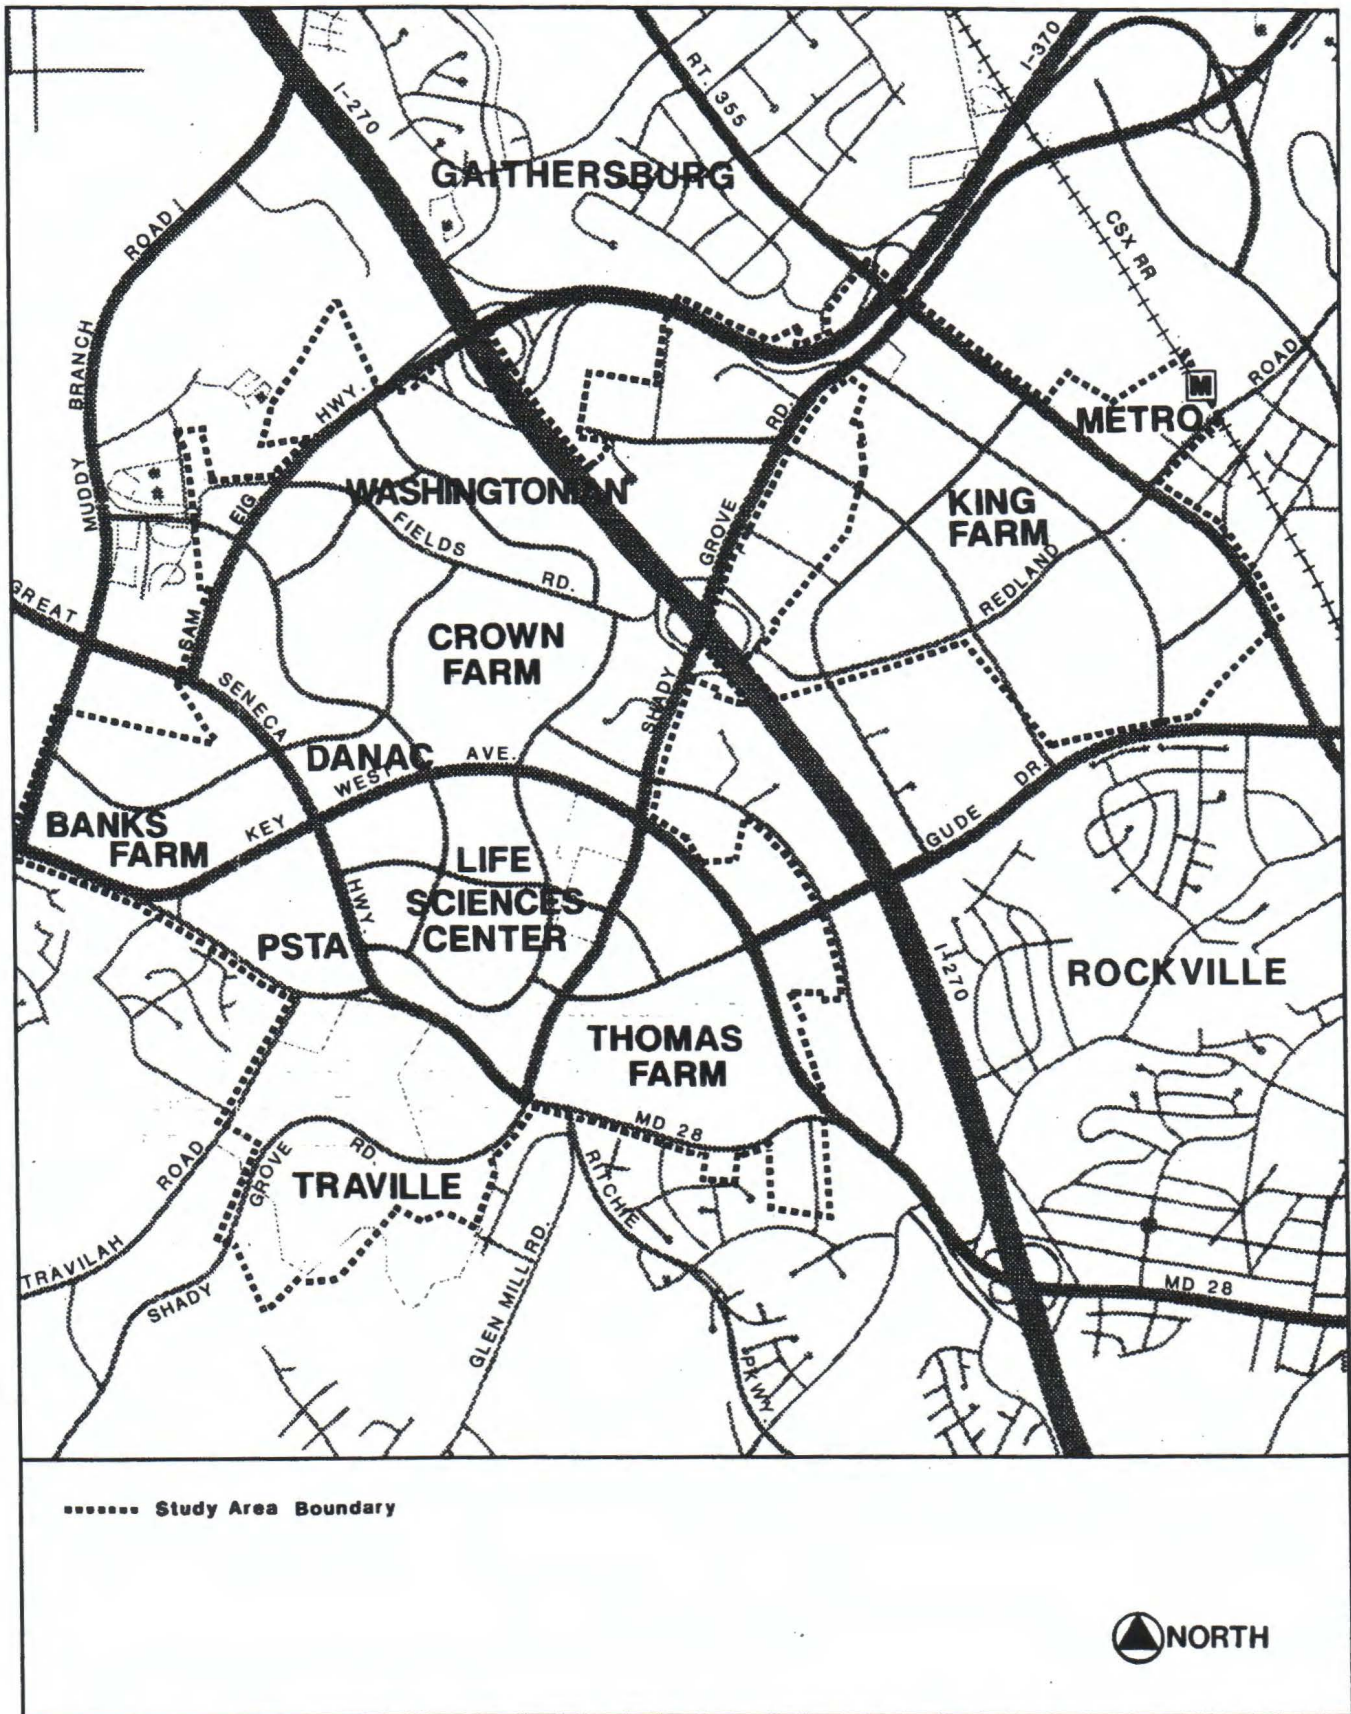 I-270
RT. 355
I-370
GAITHERSBURG
CSX RR
ROAD
MUDDY BRANCH
HWY.
RD.
M
ROAD
METRO
WASHINGTONIAN
EIG
KING
FARM
GROVE
FIELDS RD.
REDLAND
GREAT
SAM
CROWN
FARM
SENECA
SHADY
DANAC
WEST
AVE.
DR.
BANKS
FARM
KEY
GUDE
LIFE
SCIENCES
CENTER
HWY.
PSTA
I-270
ROCKVILLE
THOMAS
FARM
MD 28
ROAD
GROVE
RD.
TRAVILLE
RITCHIE
TRAVILAH
SHADY
GLEN MILL RD.
MD 28
PKWY.
Study Area Boundary
NORTH